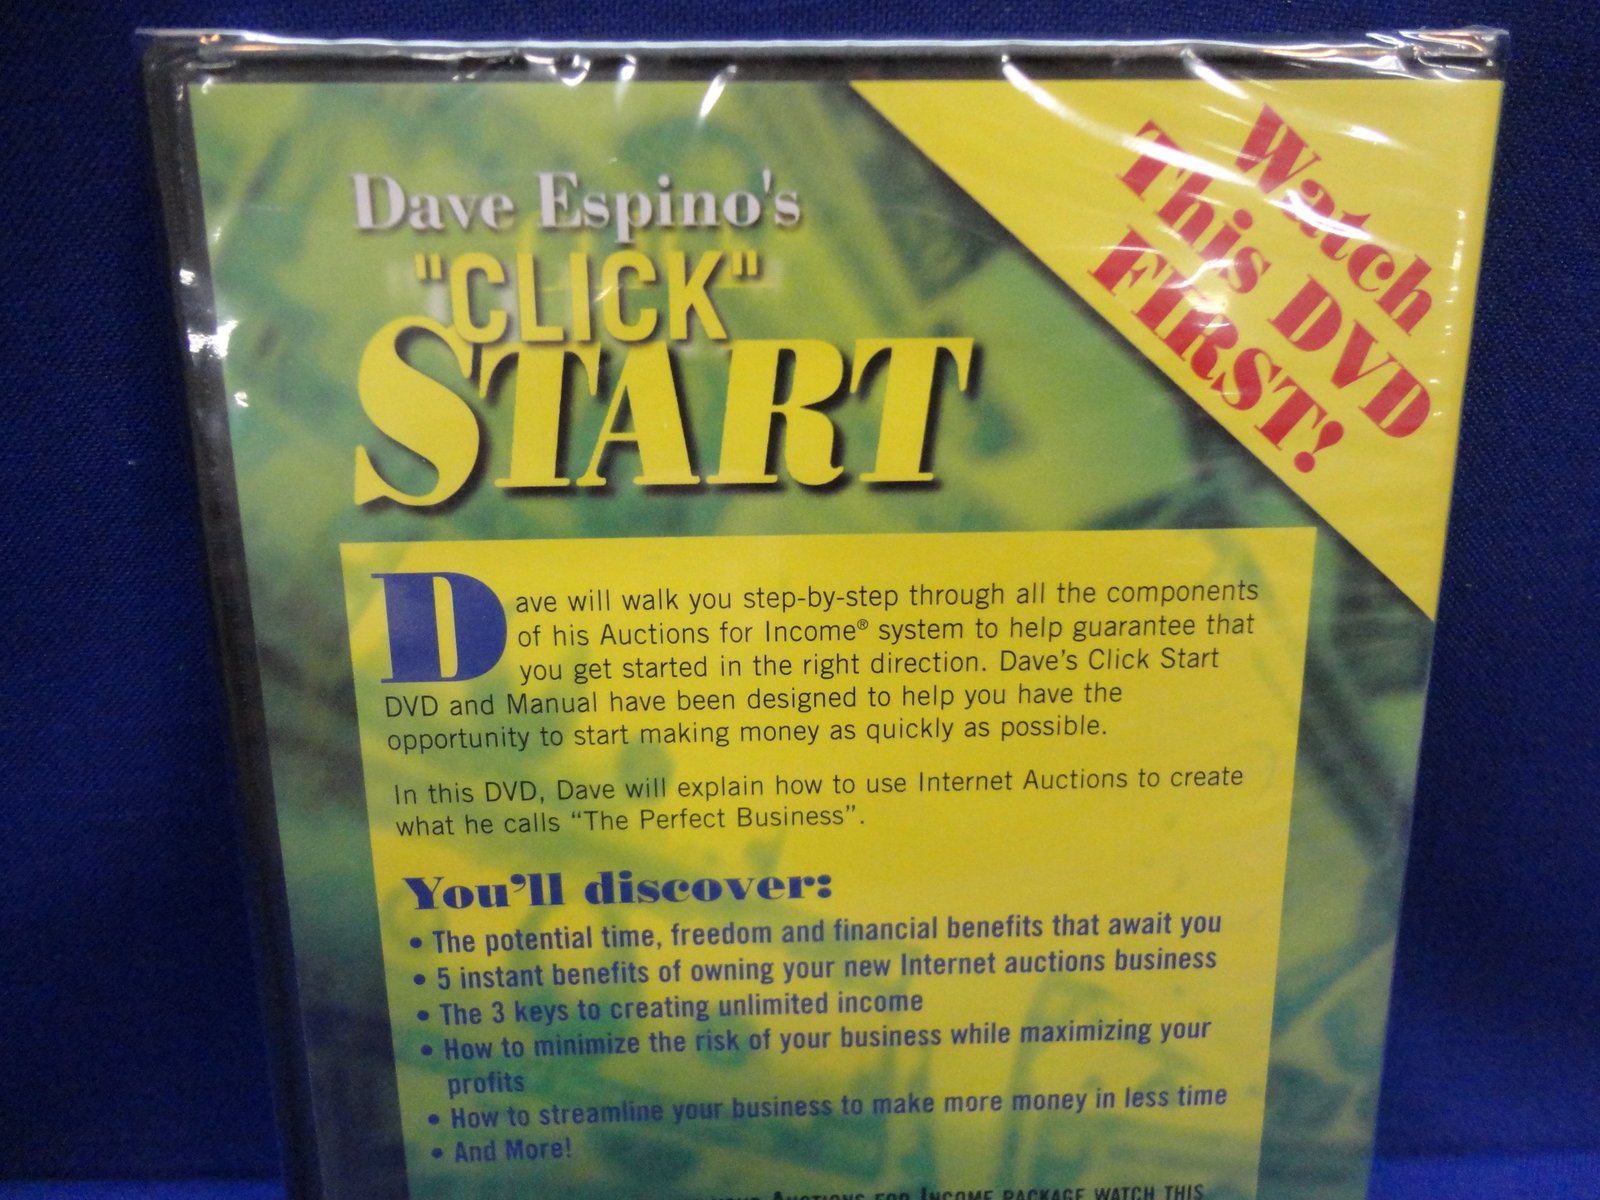 Dave Espino's
"CLICK"
START
Watch
This DVD
FIRST!
Dave will walk you step-by-step through all the components
of his Auctions for Income® system to help guarantee that
you get started in the right direction. Dave's Click Start
DVD and Manual have been designed to help you have the
opportunity to start making money as quickly as possible.
In this DVD, Dave will explain how to use Internet Auctions to create
what he calls “The Perfect Business”.
You'll discover:
• The potential time, freedom and financial benefits that await you
• 5 instant benefits of owning your new Internet auctions business
• The 3 keys to creating unlimited income
• How to minimize the risk of your business while maximizing your
profits
• How to streamline your business to make more money in less time
• And More!
AUCTIONS FOR INCOME PACKAGE WATCH THIS